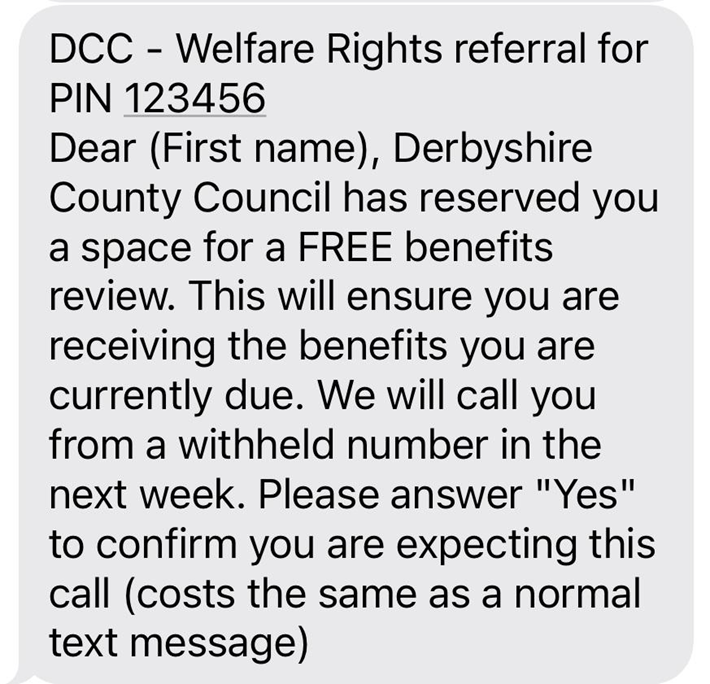 DCC - Welfare Rights referral for
PIN 123456
Dear (First name), Derbyshire
County Council has reserved you
a space for a FREE benefits
review. This will ensure you are
receiving the benefits you are
currently due. We will call you
from a withheld number in the
next week. Please answer "Yes"
to confirm you are expecting this
call (costs the same as a normal
text message)